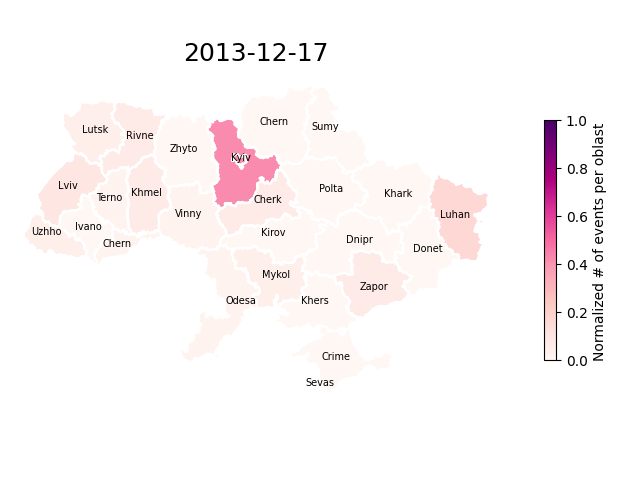 2013-12-17
Chern
Sumy
Lutsk
Rivne
Zhyto
Kyiv
Lviv
Terno
Khmel
Polta
Khark
Cherk
Vinny
Luhan
Uzhho
Ivano
Chern
Kirov
Dnipr
Donet
Mykol
Zapor
Odesa
Khers
Crime
Sevas
1.0
0.8
0.6
0.4
0.2
0.0
Normalized # of events per oblast